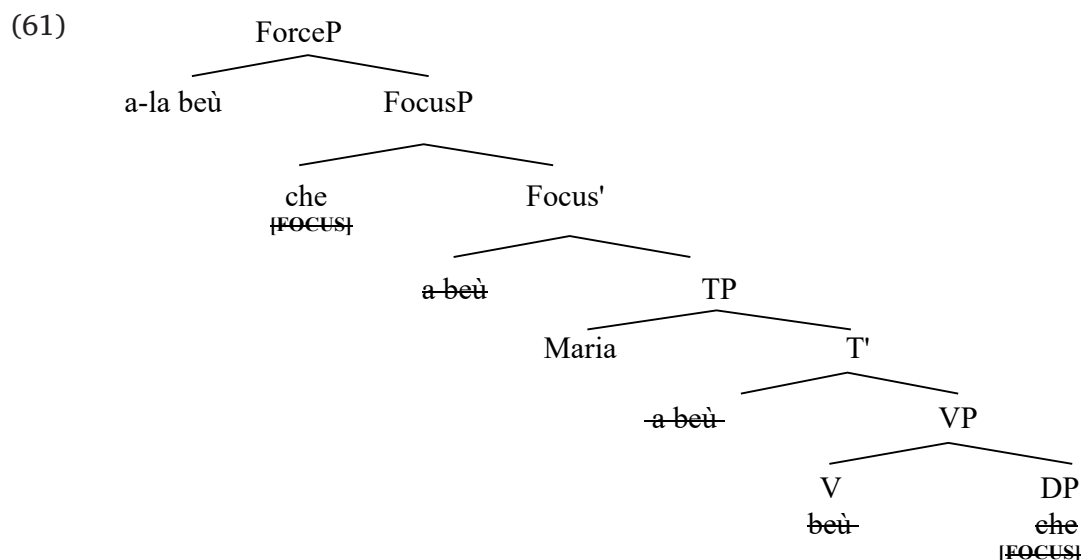 (61)
ForceP
a-la beù FocusP
che Focus'
[FOCUS]
a beù TP
Maria T'
a beù VP
V DP
beù che
[FOCUS]